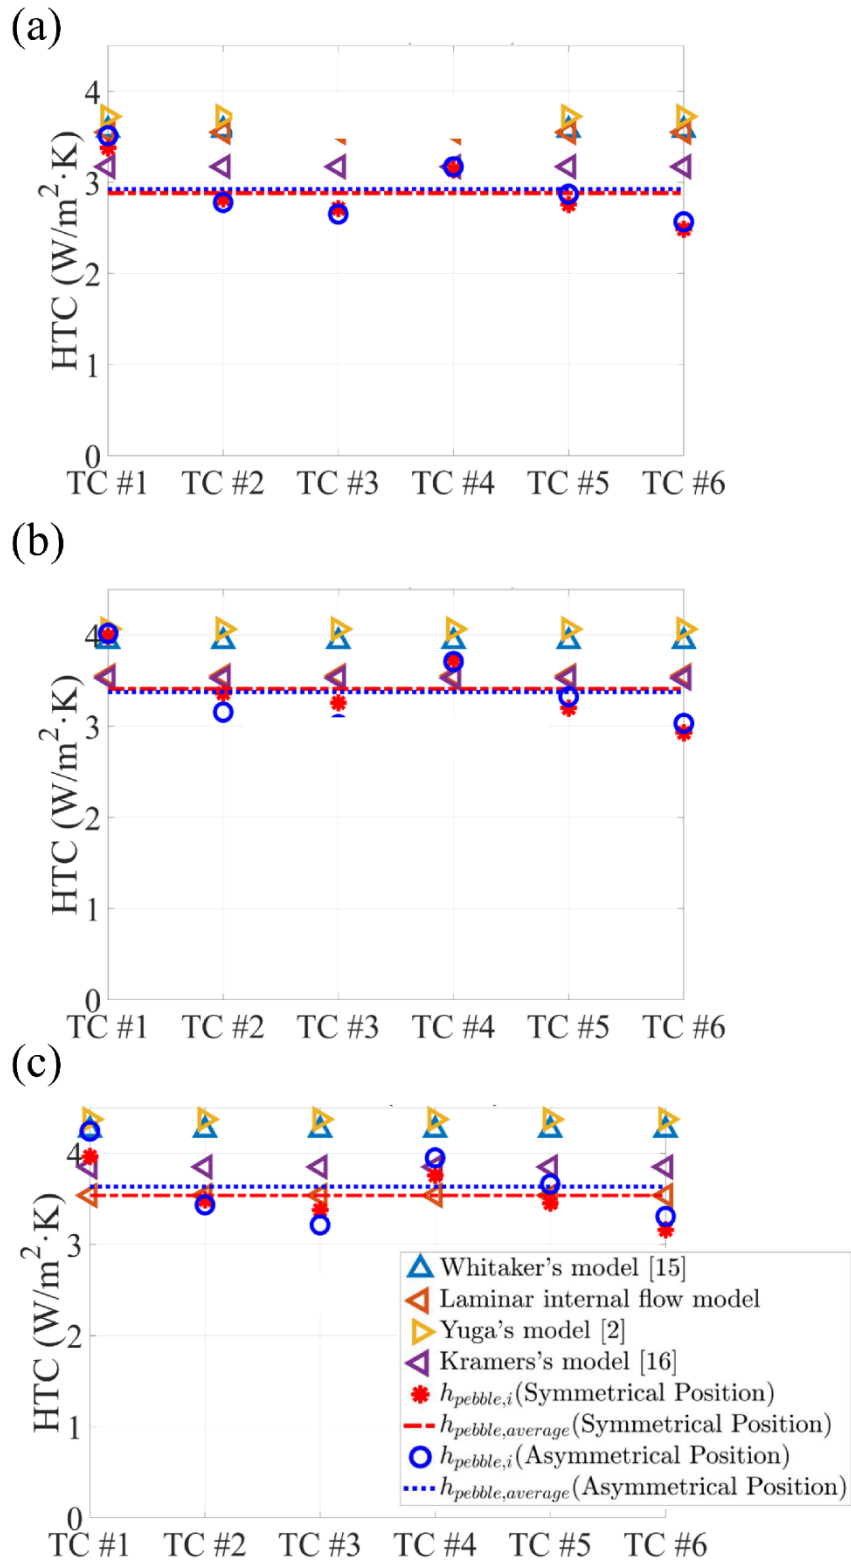 (a)
4
3
2
1
0
HTC (W/m²·K)
TC #1 TC #2 TC #3 TC #4 TC #5 TC #6
(b)
4
3
2
1
0
HTC (W/m²·K)
TC #1 TC #2 TC #3 TC #4 TC #5 TC #6
(c)
4
3
2
1
0
HTC (W/m²·K)
Whitaker's model [15]
Laminar internal flow model
Yuga's model [2]
Kramers's model [16]
h_pebble,i(Symmetrical Position)
h_pebble,average(Symmetrical Position)
h_pebble,i(Asymmetrical Position)
h_pebble,average(Asymmetrical Position)
TC #1 TC #2 TC #3 TC #4 TC #5 TC #6